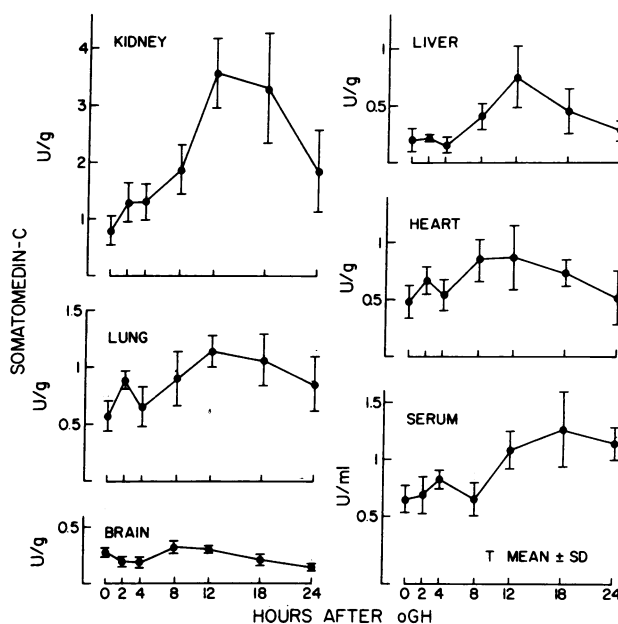 KIDNEY
4
3
2
1
U/g
LIVER
1
0.5
U/g
HEART
1
0.5
U/g
SOMATOMEDIN-C
LUNG
1.5
1
0.5
U/g
SERUM
1.5
1
0.5
U/ml
BRAIN
0.5
U/g
T MEAN ± SD
0 2 4 8 12 18 24
0 2 4 8 12 18 24
HOURS AFTER oGH